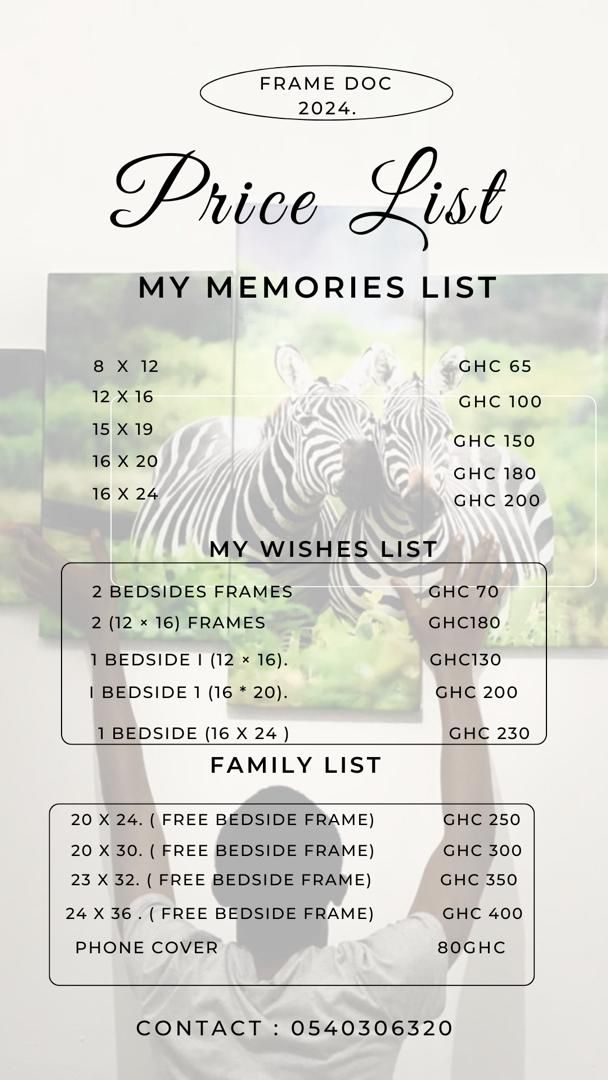 FRAME DOC
2024.
Price List
MY MEMORIES LIST
8 X 12 GHC 65
12 X 16 GHC 100
15 X 19 GHC 150
16 X 20 GHC 180
16 X 24 GHC 200
MY WISHES LIST
2 BEDSIDES FRAMES GHC 70
2 (12 × 16) FRAMES GHC180
1 BEDSIDE I (12 × 16). GHC130
I BEDSIDE 1 (16 * 20). GHC 200
1 BEDSIDE (16 X 24 ) GHC 230
FAMILY LIST
20 X 24. ( FREE BEDSIDE FRAME) GHC 250
20 X 30. ( FREE BEDSIDE FRAME) GHC 300
23 X 32. ( FREE BEDSIDE FRAME) GHC 350
24 X 36 . ( FREE BEDSIDE FRAME) GHC 400
PHONE COVER 80GHC
CONTACT : 0540306320